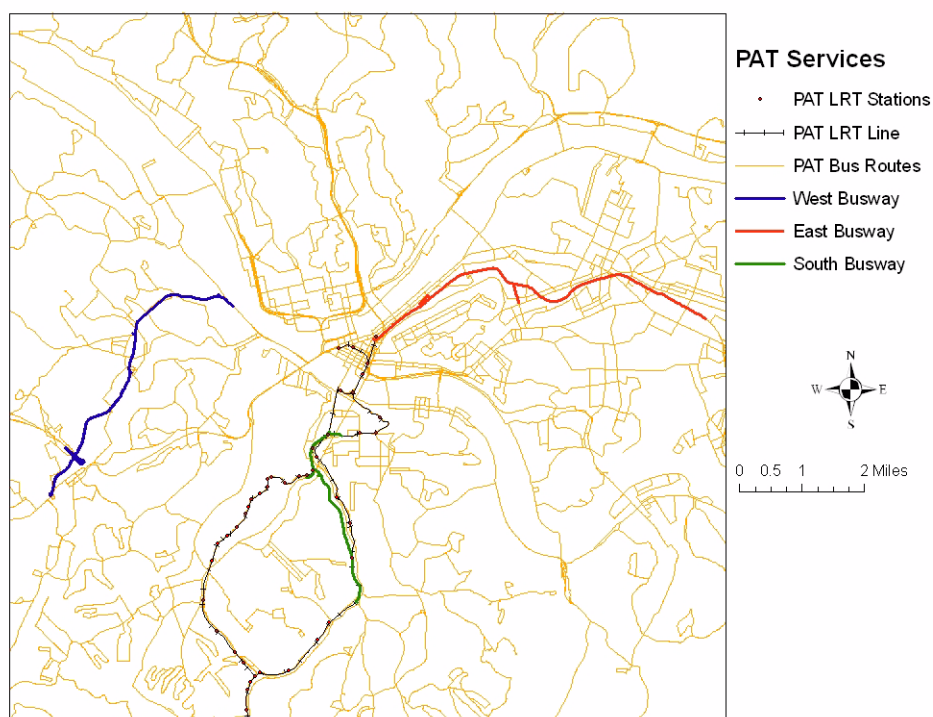 PAT Services
PAT LRT Stations
PAT LRT Line
PAT Bus Routes
West Busway
East Busway
South Busway
N
W E
S
0 0.5 1 2 Miles